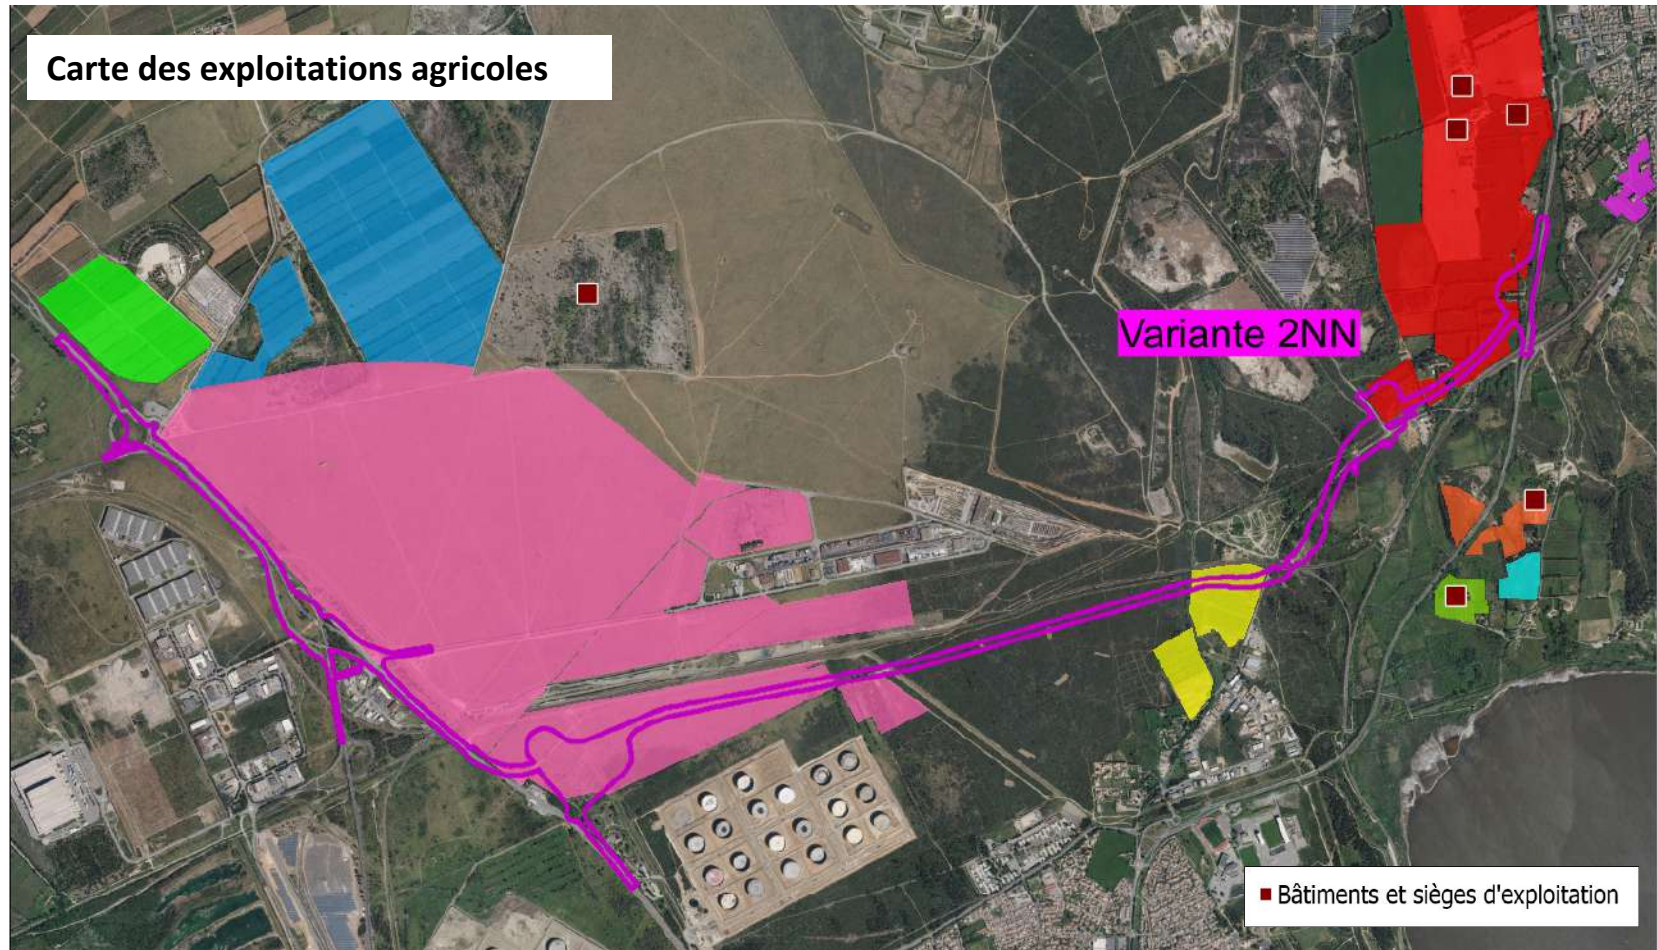 Carte des exploitations agricoles
Variante 2NN
Bâtiments et sièges d'exploitation